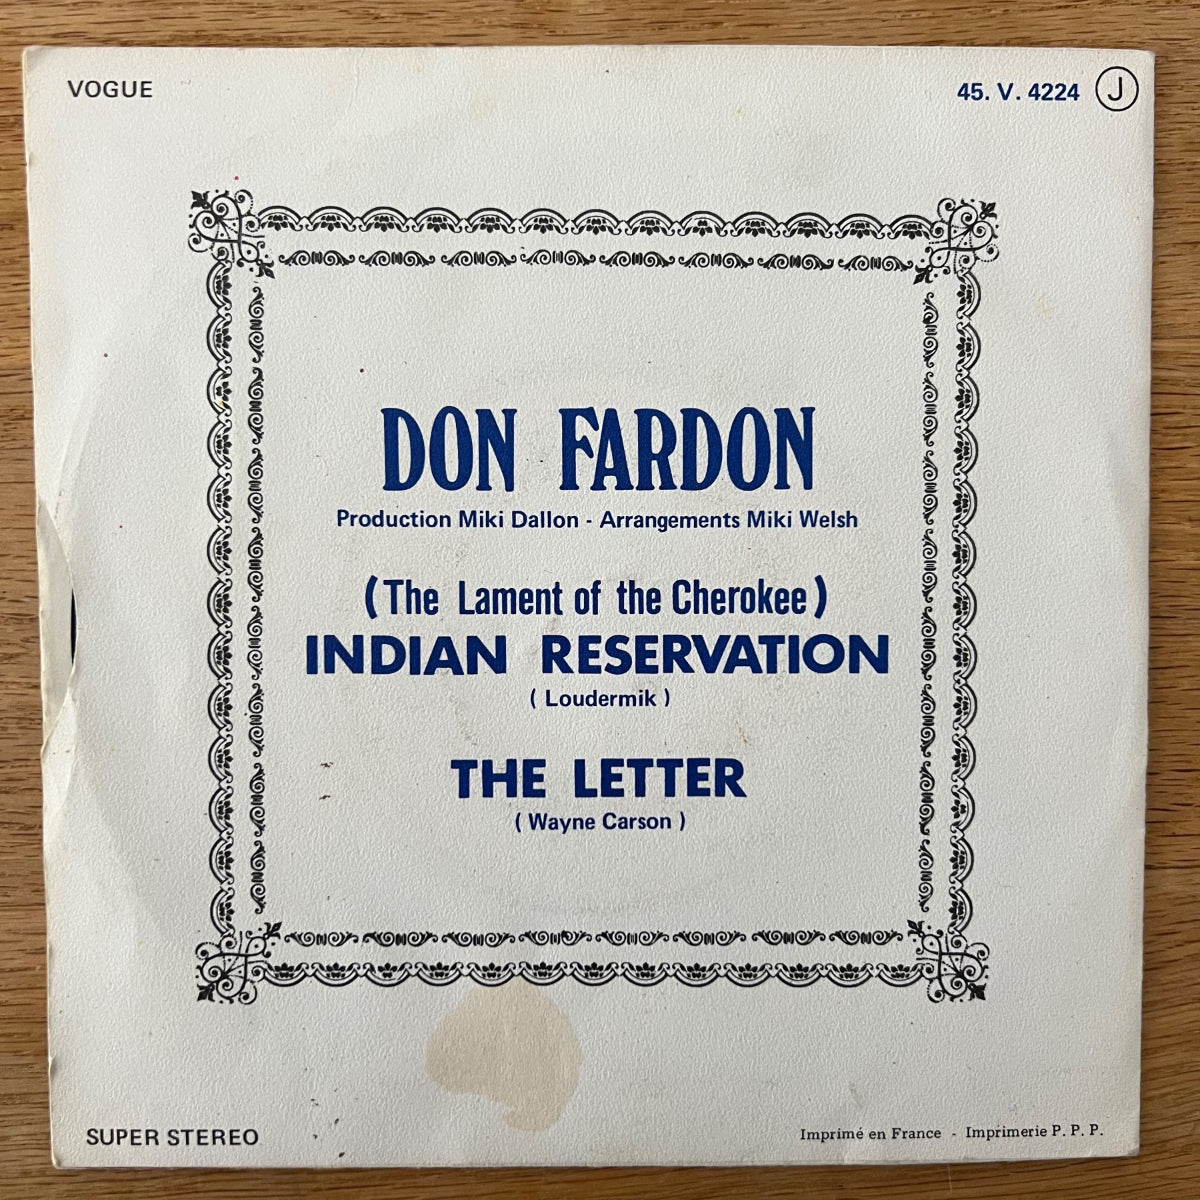 VOGUE 45. V. 4224 J
DON FARDON
Production Miki Dallon - Arrangements Miki Welsh
(The Lament of the Cherokee)
INDIAN RESERVATION
( Loudermik )
THE LETTER
( Wayne Carson )
SUPER STEREO
Imprimé en France - Imprimerie P. P. P.